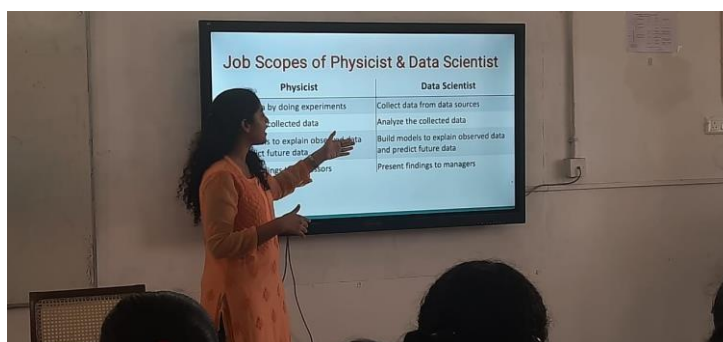 Job Scopes of Physicist & Data Scientist
Physicist Data Scientist
by doing experiments Collect data from data sources
collected data Analyze the collected data
to explain observed data Build models to explain observed data
future data and predict future data
Present findings to managers